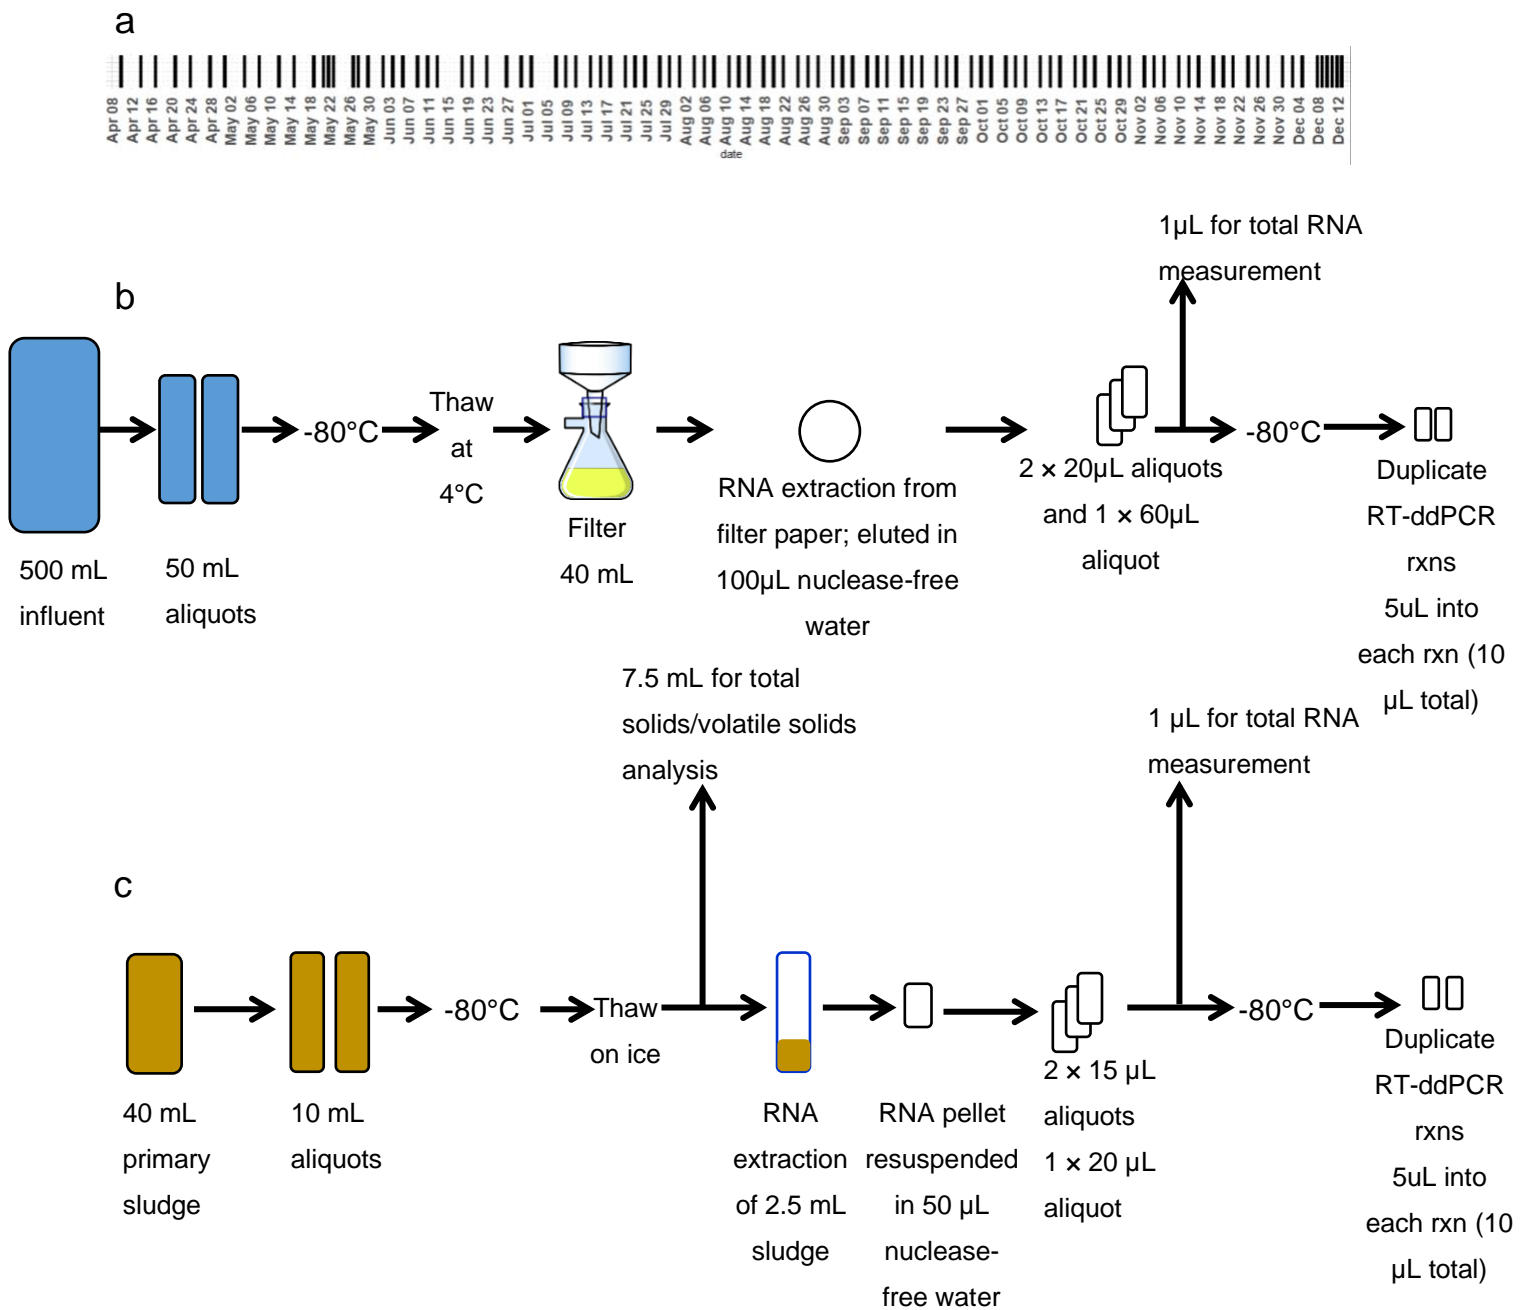 a
Apr 08
Apr 12
Apr 16
Apr 20
Apr 24
Apr 28
May 02
May 06
May 10
May 14
May 18
May 22
May 26
May 30
Jun 03
Jun 07
Jun 11
Jun 15
Jun 19
Jun 23
Jun 27
Jul 01
Jul 05
Jul 09
Jul 13
Jul 17
Jul 21
Jul 25
Jul 29
Aug 02
Aug 06
Aug 10
Aug 14
Aug 18
Aug 22
Aug 26
Aug 30
Sep 03
Sep 07
Sep 11
Sep 15
Sep 19
Sep 23
Sep 27
Oct 01
Oct 05
Oct 09
Oct 13
Oct 17
Oct 21
Oct 25
Oct 29
Nov 02
Nov 06
Nov 10
Nov 14
Nov 18
Nov 22
Nov 26
Nov 30
Dec 04
Dec 08
Dec 12
date
b
500 mL
influent
50 mL
aliquots
-80°C
Thaw
at
4°C
Filter
40 mL
RNA extraction from
filter paper; eluted in
100µL nuclease-free
water
2 × 20µL aliquots
and 1 × 60µL
aliquot
1µL for total RNA
measurement
-80°C
Duplicate
RT-ddPCR
rxns
5uL into
each rxn (10
µL total)
c
40 mL
primary
sludge
10 mL
aliquots
-80°C
Thaw
on ice
7.5 mL for total
solids/volatile solids
analysis
RNA
extraction
of 2.5 mL
sludge
RNA pellet
resuspended
in 50 µL
nuclease-
free water
2 × 15 µL
aliquots
1 × 20 µL
aliquot
1 µL for total RNA
measurement
-80°C
Duplicate
RT-ddPCR
rxns
5uL into
each rxn (10
µL total)